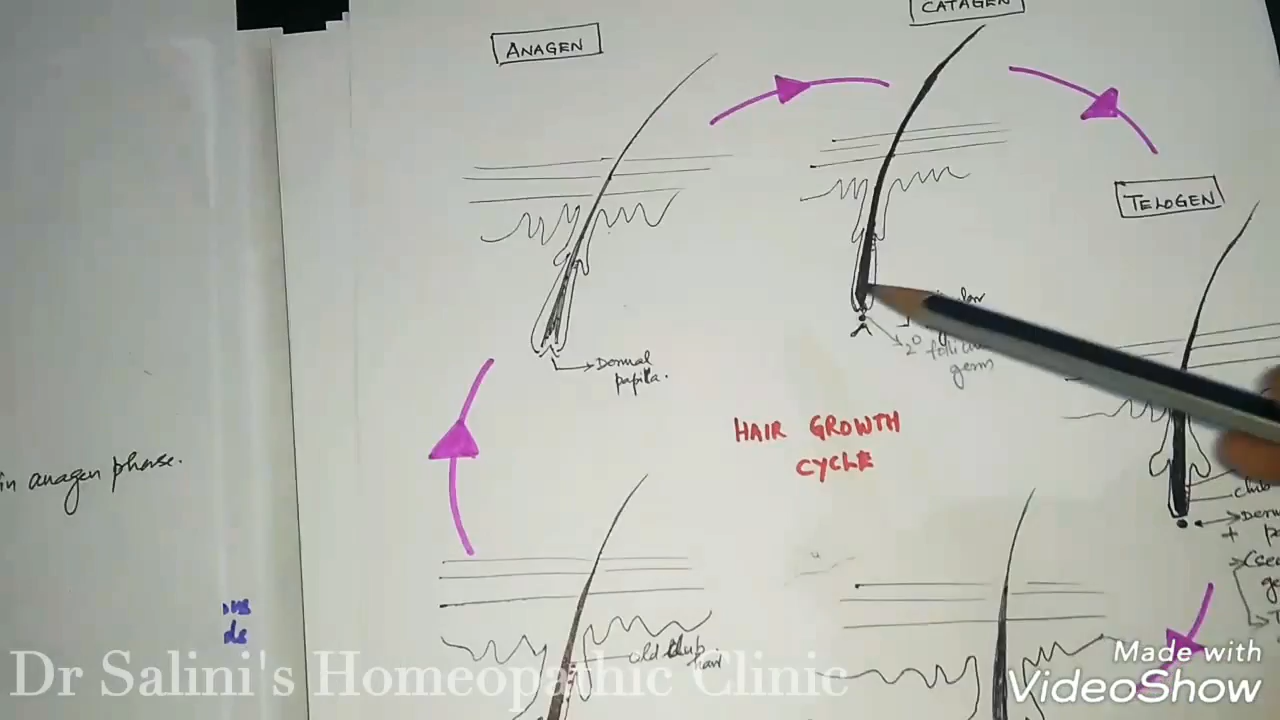 CATAGEN
ANAGEN
TELOGEN
Dermal
papilla.
2°
germ
HAIR GROWTH
CYCLE
in anagen phase.
old club
hair
Dr Salini's Homeopathic Clinic
Made with
VideoShow